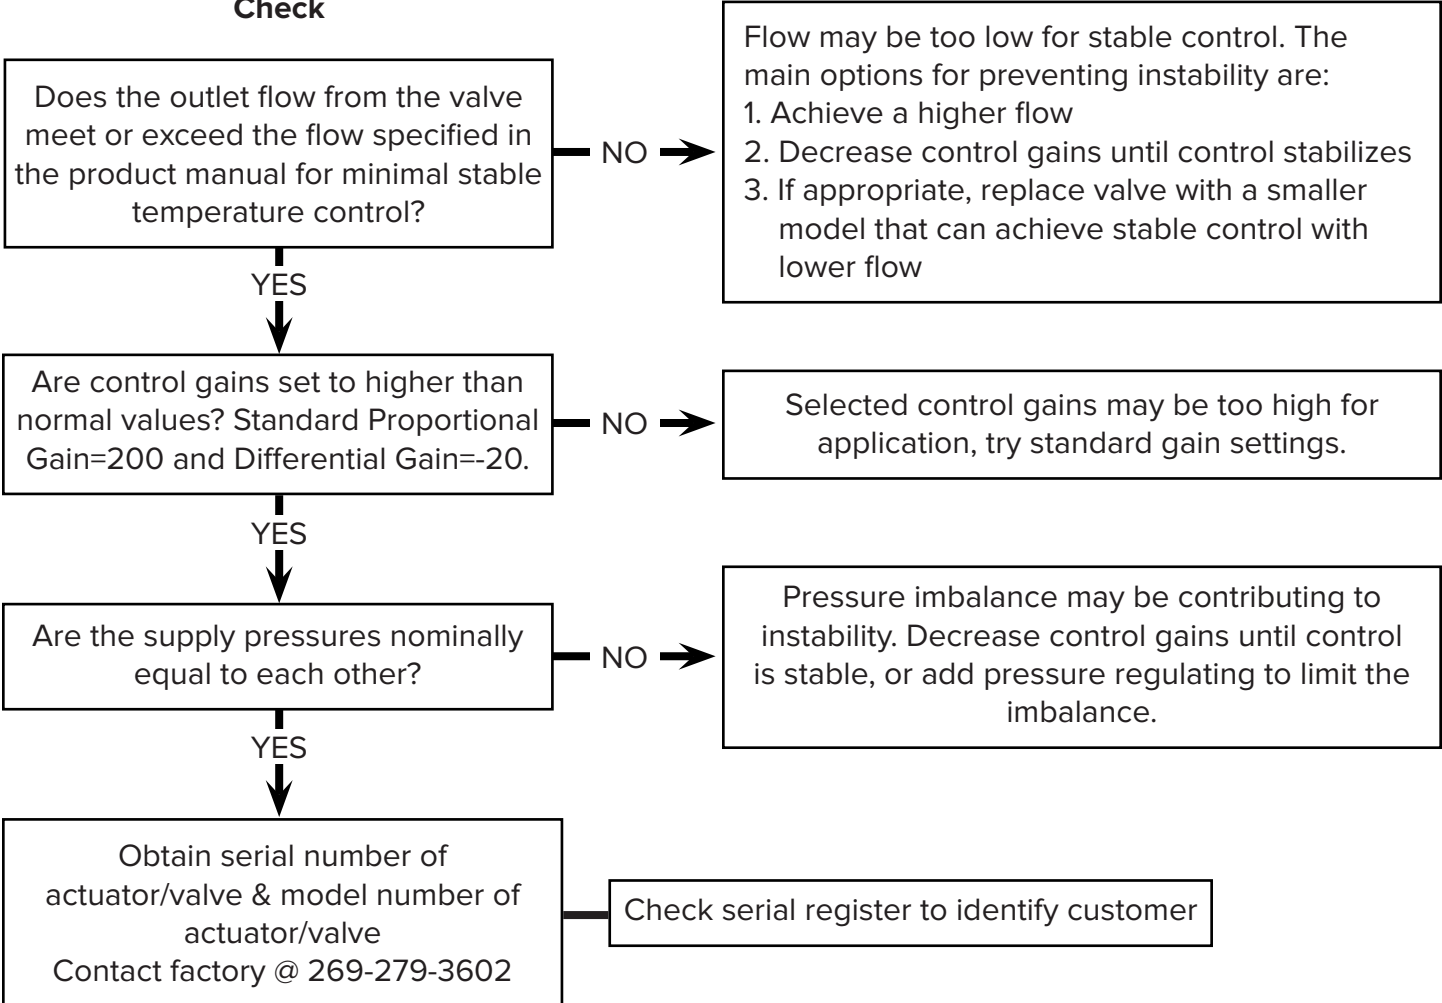 Check
Does the outlet flow from the valve
meet or exceed the flow specified in
the product manual for minimal stable
temperature control?
NO
Flow may be too low for stable control. The
main options for preventing instability are:
1. Achieve a higher flow
2. Decrease control gains until control stabilizes
3. If appropriate, replace valve with a smaller
model that can achieve stable control with
lower flow
YES
Are control gains set to higher than
normal values? Standard Proportional
Gain=200 and Differential Gain=-20.
NO
Selected control gains may be too high for
application, try standard gain settings.
YES
Are the supply pressures nominally
equal to each other?
NO
Pressure imbalance may be contributing to
instability. Decrease control gains until control
is stable, or add pressure regulating to limit the
imbalance.
YES
Obtain serial number of
actuator/valve & model number of
actuator/valve
Contact factory @ 269-279-3602
Check serial register to identify customer